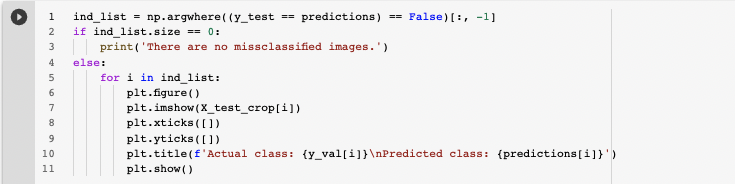 1 ind_list = np.argwhere((y_test == predictions) == False)[:, -1]
2 if ind_list.size == 0:
3     print('There are no missclassified images.')
4 else:
5     for i in ind_list:
6         plt.figure()
7         plt.imshow(X_test_crop[i])
8         plt.xticks([])
9         plt.yticks([])
10         plt.title(f'Actual class: {y_val[i]}\nPredicted class: {predictions[i]}')
11         plt.show()